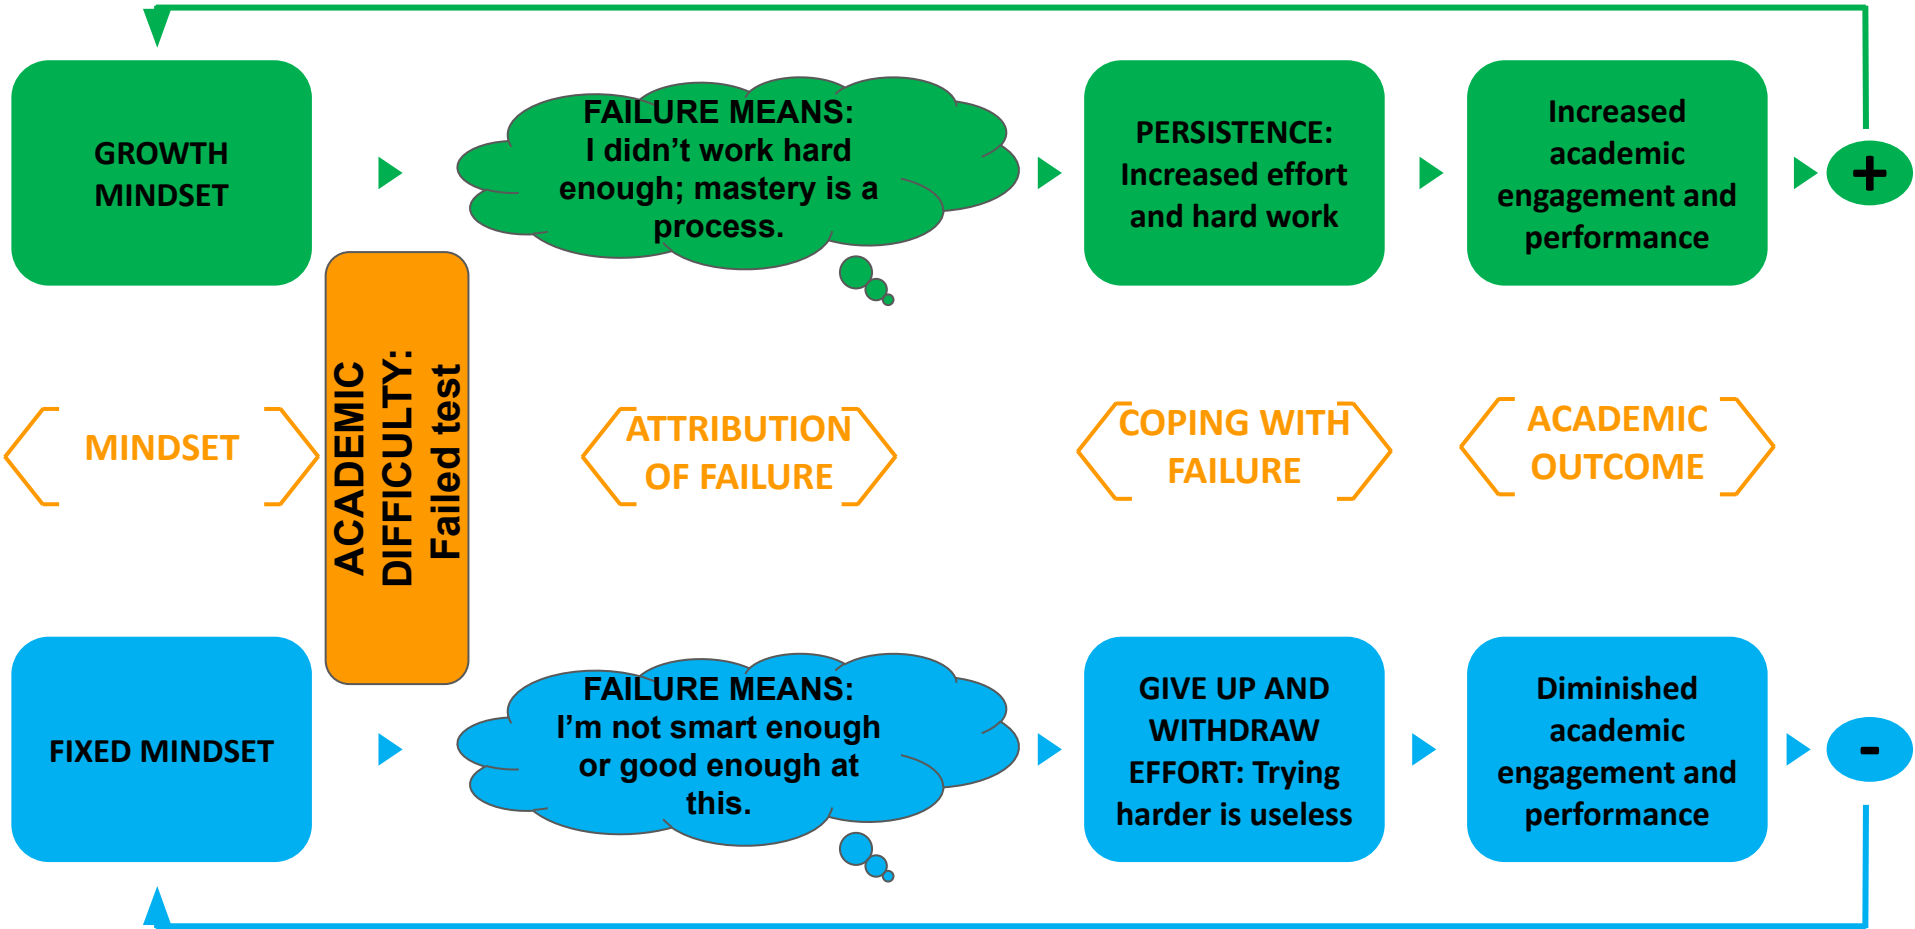 GROWTH
MINDSET
FAILURE MEANS:
I didn’t work hard
enough; mastery is a
process.
PERSISTENCE:
Increased effort
and hard work
Increased
academic
engagement and
performance
+
MINDSET
ACADEMIC
DIFFICULTY:
Failed test
ATTRIBUTION
OF FAILURE
COPING WITH
FAILURE
ACADEMIC
OUTCOME
FIXED MINDSET
FAILURE MEANS:
I’m not smart enough
or good enough at
this.
GIVE UP AND
WITHDRAW
EFFORT: Trying
harder is useless
Diminished
academic
engagement and
performance
-